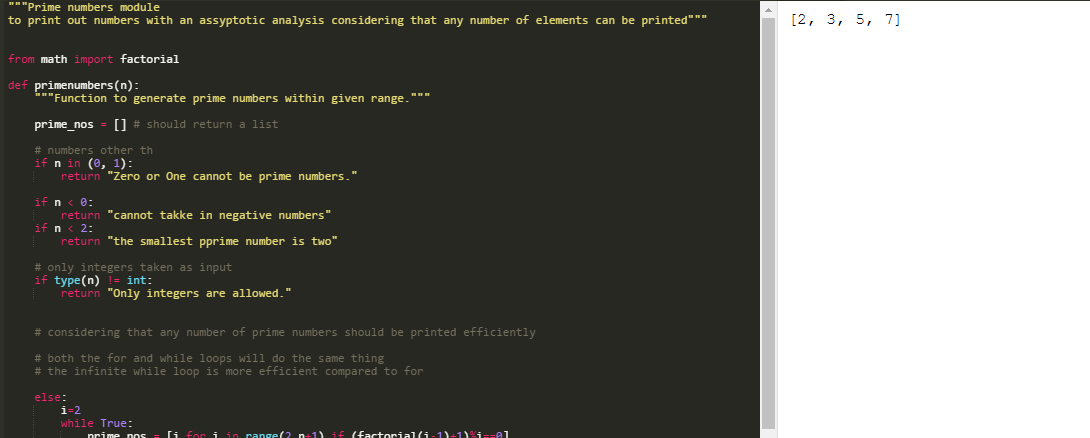 """Prime numbers module
to print out numbers with an assyptotic analysis considering that any number of elements can be printed"""
from math import factorial
def primenumbers(n):
"""Function to generate prime numbers within given range."""
prime_nos = [] # should return a list
# numbers other th
if n in (0, 1):
return "Zero or One cannot be prime numbers."
if n < 0:
return "cannot takke in negative numbers"
if n < 2:
return "the smallest pprime number is two"
# only integers taken as input
if type(n) != int:
return "Only integers are allowed."
# considering that any number of prime numbers should be printed efficiently
# both the for and while loops will do the same thing
# the infinite while loop is more efficient compared to for
else:
i=2
while True:
prime_nos = [i for i in range(2,n+1) if (factorial(i-1)+1)%i==0]
[2, 3, 5, 7]